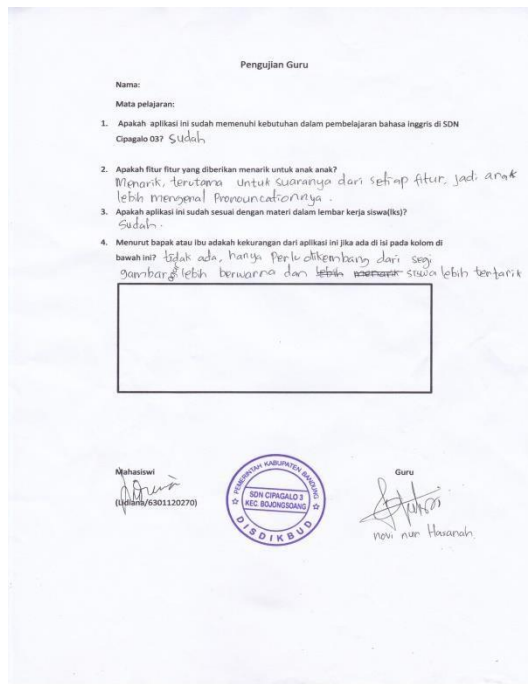 Pengujian Guru
Nama:
Mata pelajaran:
1. Apakah aplikasi ini sudah memenuhi kebutuhan dalam pembelajaran bahasa inggris di SDN
Cipagalo 03? Sudah
2. Apakah fitur fitur yang diberikan menarik untuk anak anak?
Menarik, terutama untuk suaranya dari setiap fitur, jadi anak
lebih mengenal Pronouncationnya.
3. Apakah aplikasi ini sudah sesuai dengan materi dalam lembar kerja siswa(lks)?
Sudah.
4. Menurut bapak atau ibu adakah kekurangan dari aplikasi ini jika ada di isi pada kolom di
bawah ini? tidak ada, hanya Perlu dikembang dari segi
gambar agar lebih berwarna dan lebih menarik siswa lebih tertarik
Mahasiswi
(Lidiana/6301120270)
PEMERINTAH KABUPATEN BANDUNG
SDN CIPAGALO 3
KEC. BOJONGSOANG
DISDIKBUD
Guru
novi nur Hasanah